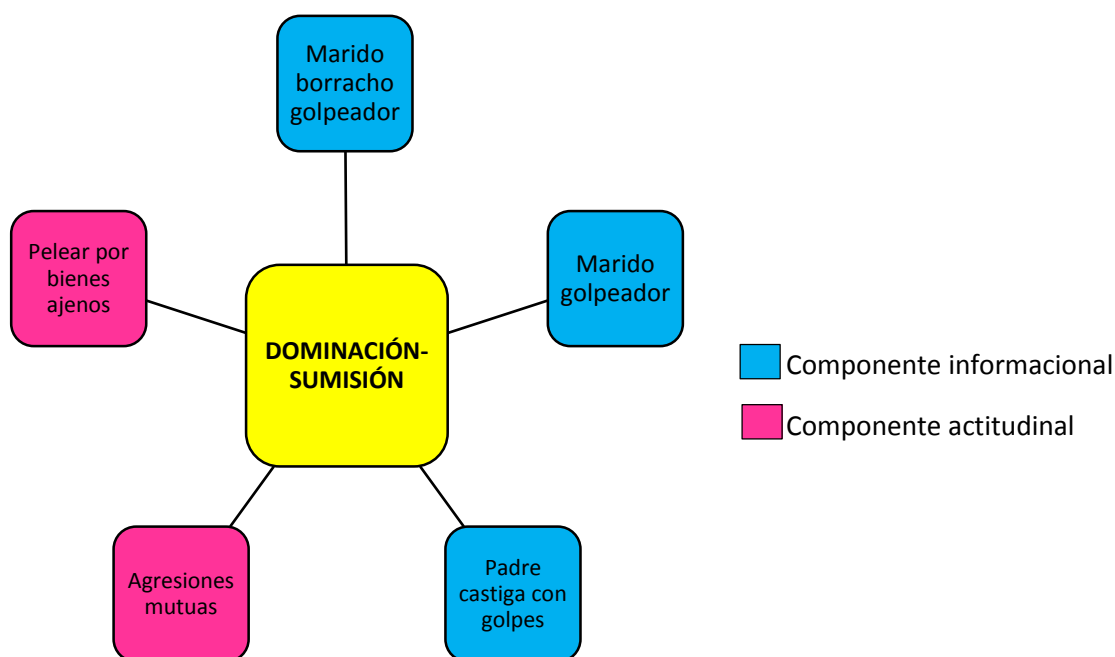 Marido
borracho
golpeador
Pelear por
bienes
ajenos
Marido
golpeador
DOMINACIÓN-
SUMISIÓN
Componente informacional
Componente actitudinal
Agresiones
mutuas
Padre
castiga con
golpes